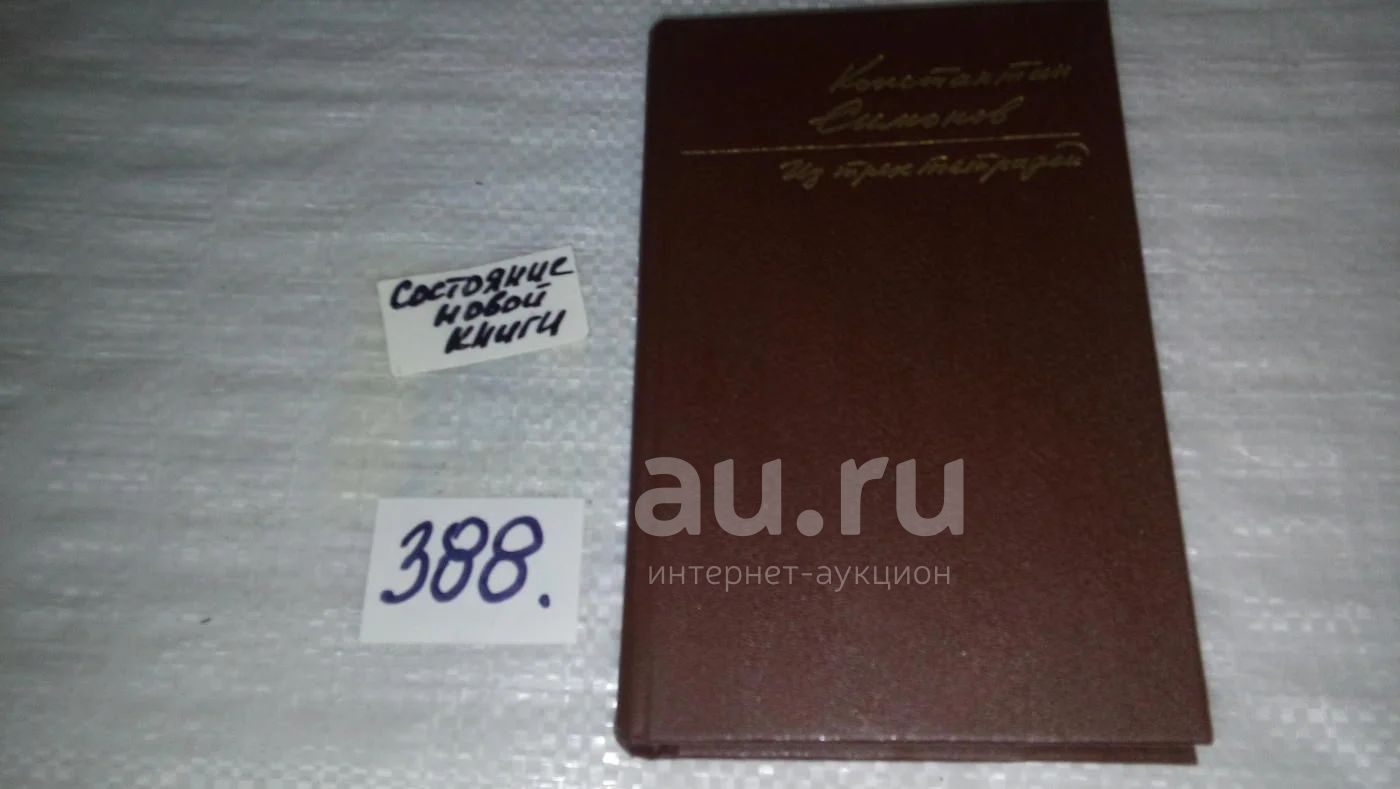 Константин
Симонов
Из трех тетрадей
Состояние
новой
книги
388.
au.ru
интернет-аукцион